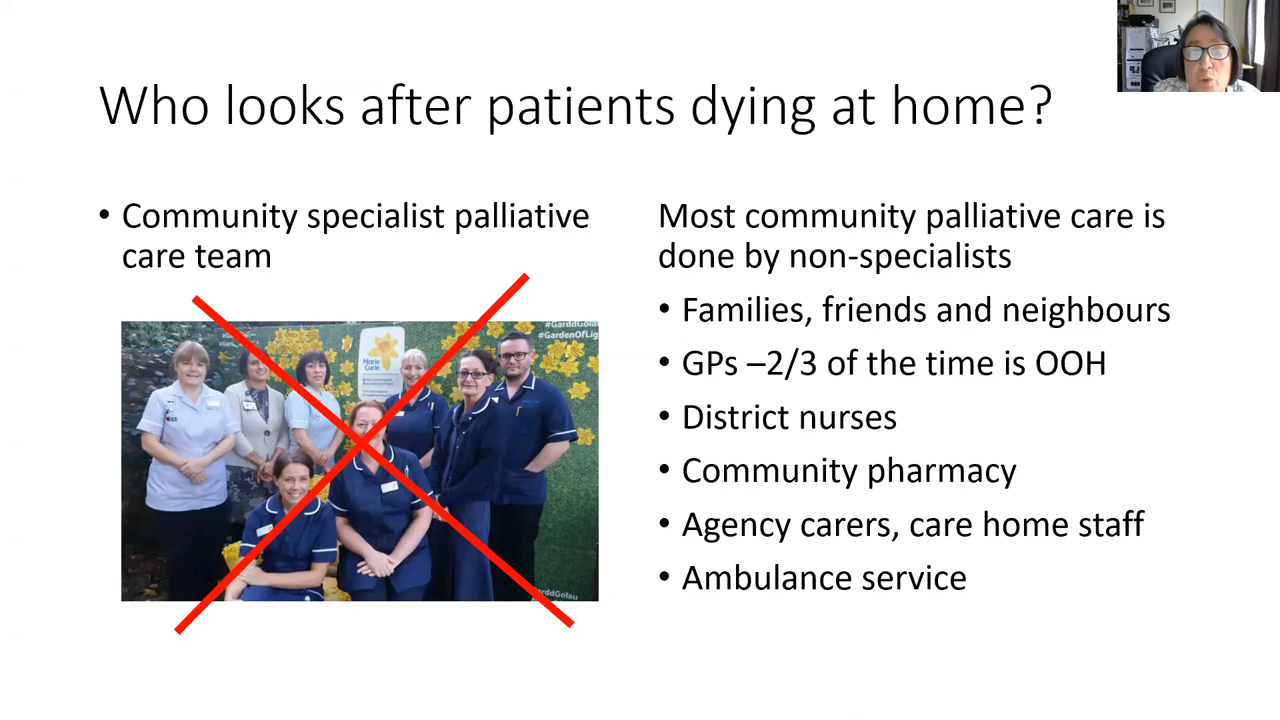 Who looks after patients dying at home?
• Community specialist palliative
care team
#GarddGolau
#GardenOfLig
Marie
Curie
Most community palliative care is
done by non-specialists
• Families, friends and neighbours
• GPs –2/3 of the time is OOH
• District nurses
• Community pharmacy
• Agency carers, care home staff
• Ambulance service